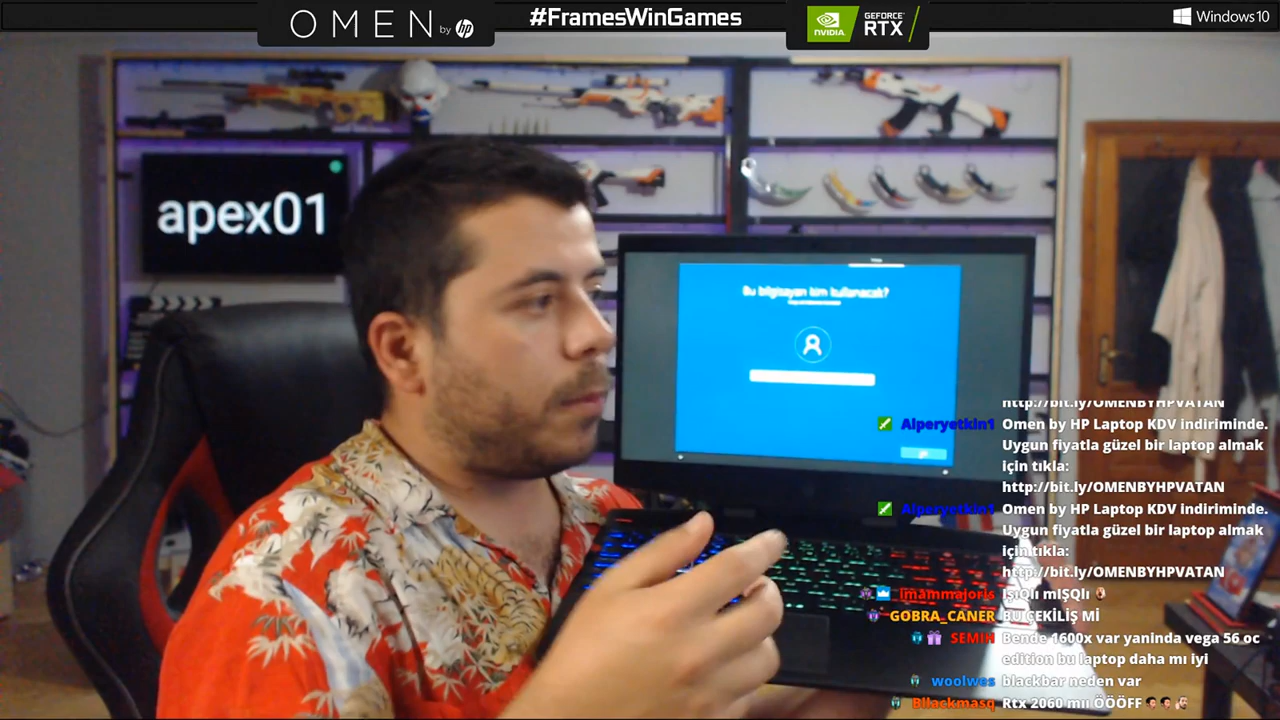 OMEN by hp
#FramesWinGames
NVIDIA
GEFORCE
RTX
Windows 10
apex01
Bu bilgisayarı kim kullanacak?
http://bit.ly/OMENBYHPVATAN
Alperyetkin1 Omen by HP Laptop KDV indiriminde.
Uygun fiyatla güzel bir laptop almak
için tıkla:
http://bit.ly/OMENBYHPVATAN
Alperyetkin1 Omen by HP Laptop KDV indiriminde.
Uygun fiyatla güzel bir laptop almak
için tıkla:
http://bit.ly/OMENBYHPVATAN
imammajoris IşıQlı mIŞQlı
GOBRA_CANER BU ÇEKİLİŞ Mİ
SEMIH Bende 1600x var yaninda vega 56 oc
edition bu laptop daha mı iyi
woolwes blackbar neden var
Bllackmasq Rtx 2060 mıı ÖÖÖFF